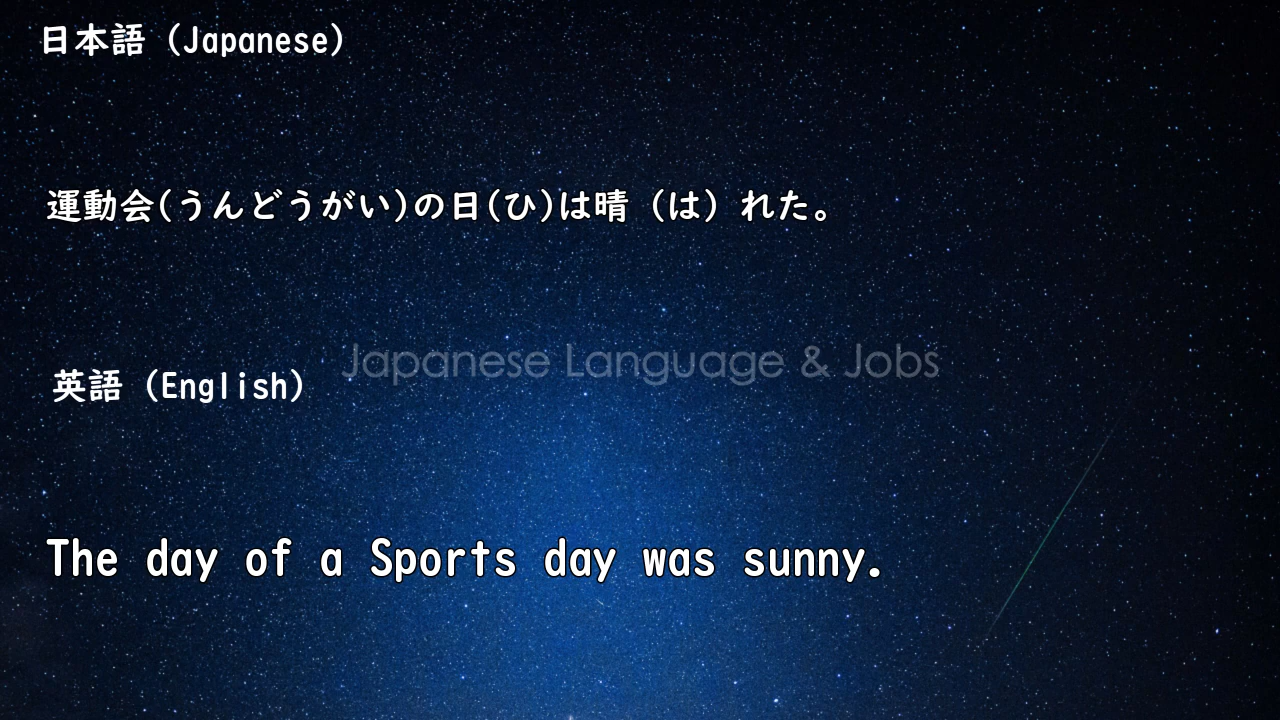 日本語（Japanese）
運動会(うんどうがい)の日(ひ)は晴（は）れた。
Japanese Language & Jobs
英語（English）
The day of a Sports day was sunny.